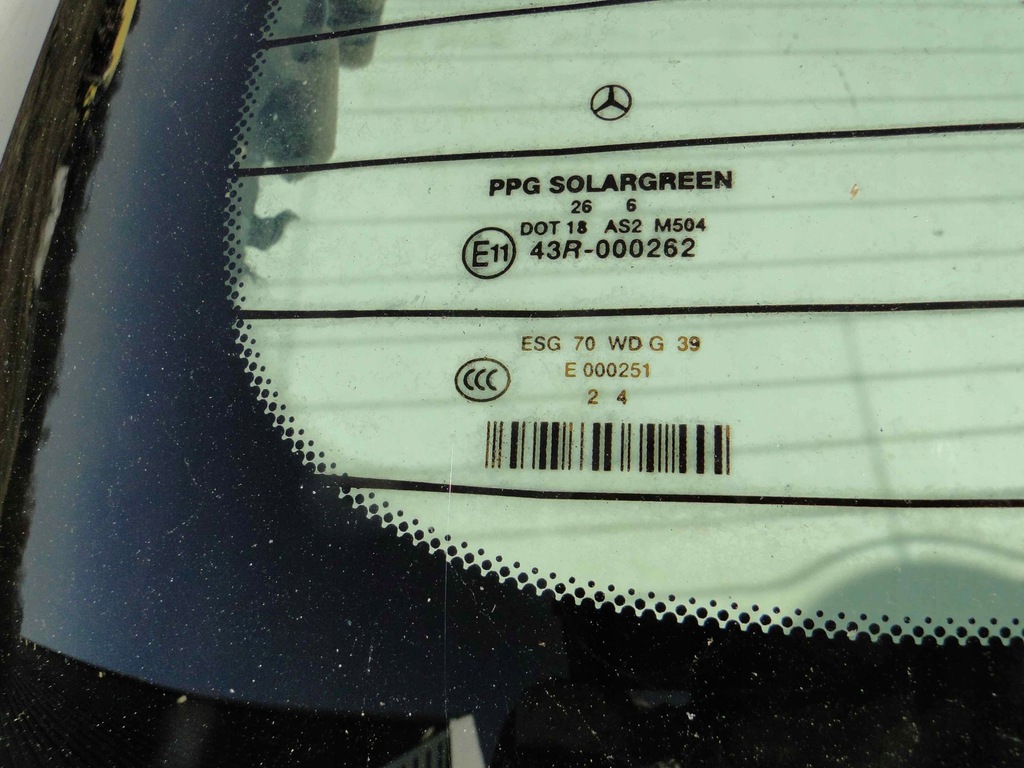 PPG SOLARGREEN
26 6
DOT 18 AS2 M504
E11 43R-000262
ESG 70 WD G 39
CCC E 000251
2 4